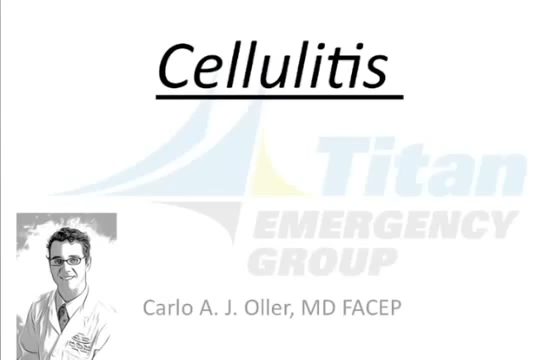 Cellulitis
Titan
EMERGENCY
GROUP
Carlo A. J. Oller, MD FACEP